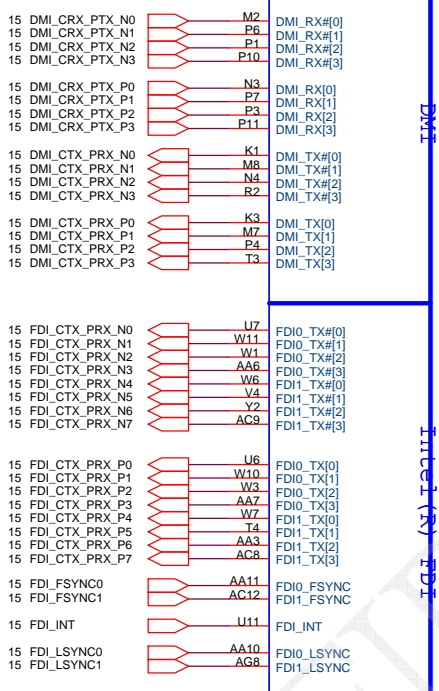 15 DMI_CRX_PTX_N0 M2 DMI_RX#[0]
15 DMI_CRX_PTX_N1 P6 DMI_RX#[1]
15 DMI_CRX_PTX_N2 P1 DMI_RX#[2]
15 DMI_CRX_PTX_N3 P10 DMI_RX#[3]
15 DMI_CRX_PTX_P0 N3 DMI_RX[0]
15 DMI_CRX_PTX_P1 P7 DMI_RX[1]
15 DMI_CRX_PTX_P2 P3 DMI_RX[2]
15 DMI_CRX_PTX_P3 P11 DMI_RX[3]
15 DMI_CTX_PRX_N0 K1 DMI_TX#[0]
15 DMI_CTX_PRX_N1 M8 DMI_TX#[1]
15 DMI_CTX_PRX_N2 N4 DMI_TX#[2]
15 DMI_CTX_PRX_N3 R2 DMI_TX#[3]
15 DMI_CTX_PRX_P0 K3 DMI_TX[0]
15 DMI_CTX_PRX_P1 M7 DMI_TX[1]
15 DMI_CTX_PRX_P2 P4 DMI_TX[2]
15 DMI_CTX_PRX_P3 T3 DMI_TX[3]
DMI
15 FDI_CTX_PRX_N0 U7 FDI0_TX#[0]
15 FDI_CTX_PRX_N1 W11 FDI0_TX#[1]
15 FDI_CTX_PRX_N2 W1 FDI0_TX#[2]
15 FDI_CTX_PRX_N3 AA6 FDI0_TX#[3]
15 FDI_CTX_PRX_N4 W6 FDI1_TX#[0]
15 FDI_CTX_PRX_N5 V4 FDI1_TX#[1]
15 FDI_CTX_PRX_N6 Y2 FDI1_TX#[2]
15 FDI_CTX_PRX_N7 AC9 FDI1_TX#[3]
15 FDI_CTX_PRX_P0 U6 FDI0_TX[0]
15 FDI_CTX_PRX_P1 W10 FDI0_TX[1]
15 FDI_CTX_PRX_P2 W3 FDI0_TX[2]
15 FDI_CTX_PRX_P3 AA7 FDI0_TX[3]
15 FDI_CTX_PRX_P4 W7 FDI1_TX[0]
15 FDI_CTX_PRX_P5 T4 FDI1_TX[1]
15 FDI_CTX_PRX_P6 AA3 FDI1_TX[2]
15 FDI_CTX_PRX_P7 AC8 FDI1_TX[3]
15 FDI_FSYNC0 AA11 FDI0_FSYNC
15 FDI_FSYNC1 AC12 FDI1_FSYNC
15 FDI_INT U11 FDI_INT
15 FDI_LSYNC0 AA10 FDI0_LSYNC
15 FDI_LSYNC1 AG8 FDI1_LSYNC
Intel(R) FDI